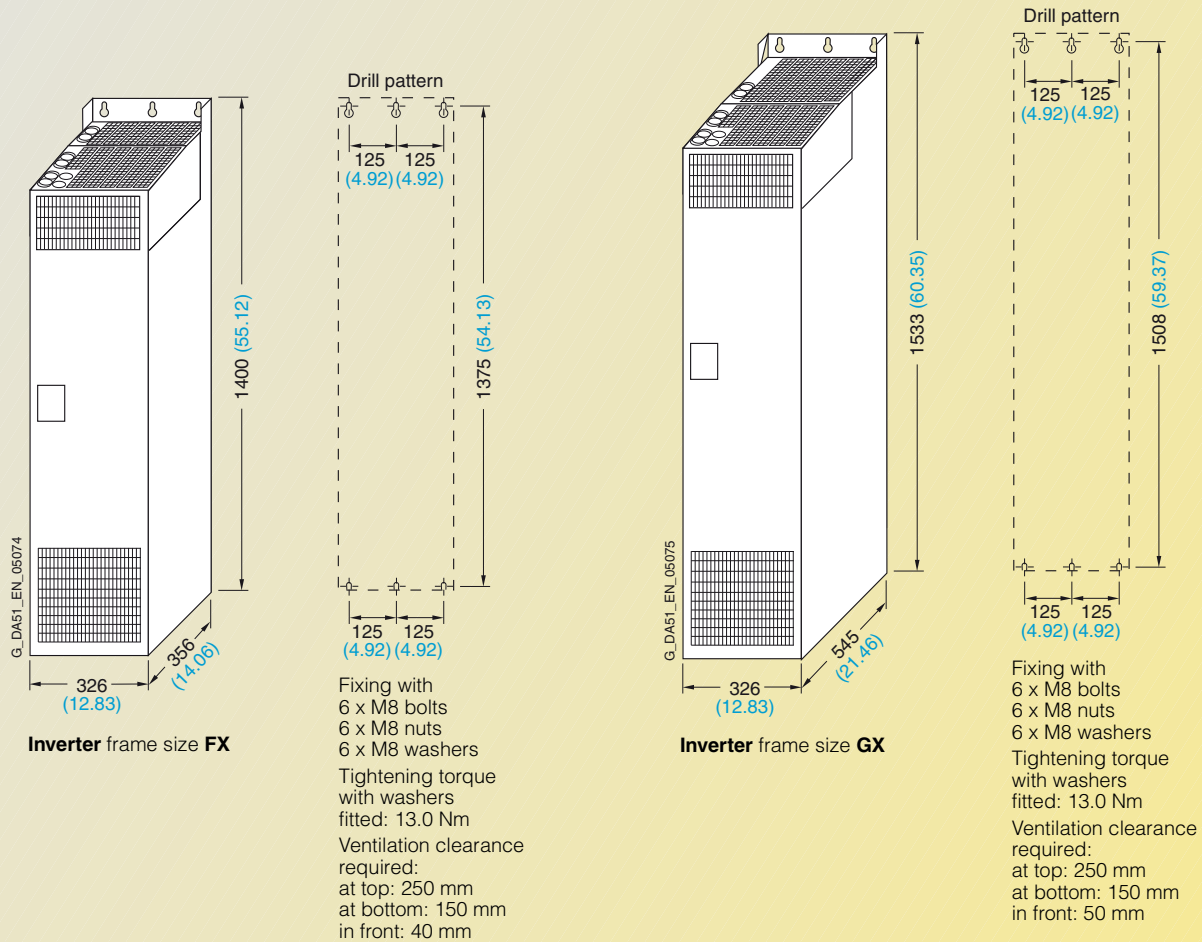 Drill pattern
125 125
(4.92) (4.92)
1400 (55.12)
1375 (54.13)
G_DA51_EN_05074
356
(14.06)
326
(12.83)
125 125
(4.92) (4.92)
Inverter frame size FX
Fixing with
6 x M8 bolts
6 x M8 nuts
6 x M8 washers
Tightening torque
with washers
fitted: 13.0 Nm
Ventilation clearance
required:
at top: 250 mm
at bottom: 150 mm
in front: 40 mm
Drill pattern
125 125
(4.92) (4.92)
1533 (60.35)
1508 (59.37)
G_DA51_EN_05075
545
(21.46)
326
(12.83)
125 125
(4.92) (4.92)
Inverter frame size GX
Fixing with
6 x M8 bolts
6 x M8 nuts
6 x M8 washers
Tightening torque
with washers
fitted: 13.0 Nm
Ventilation clearance
required:
at top: 250 mm
at bottom: 150 mm
in front: 50 mm